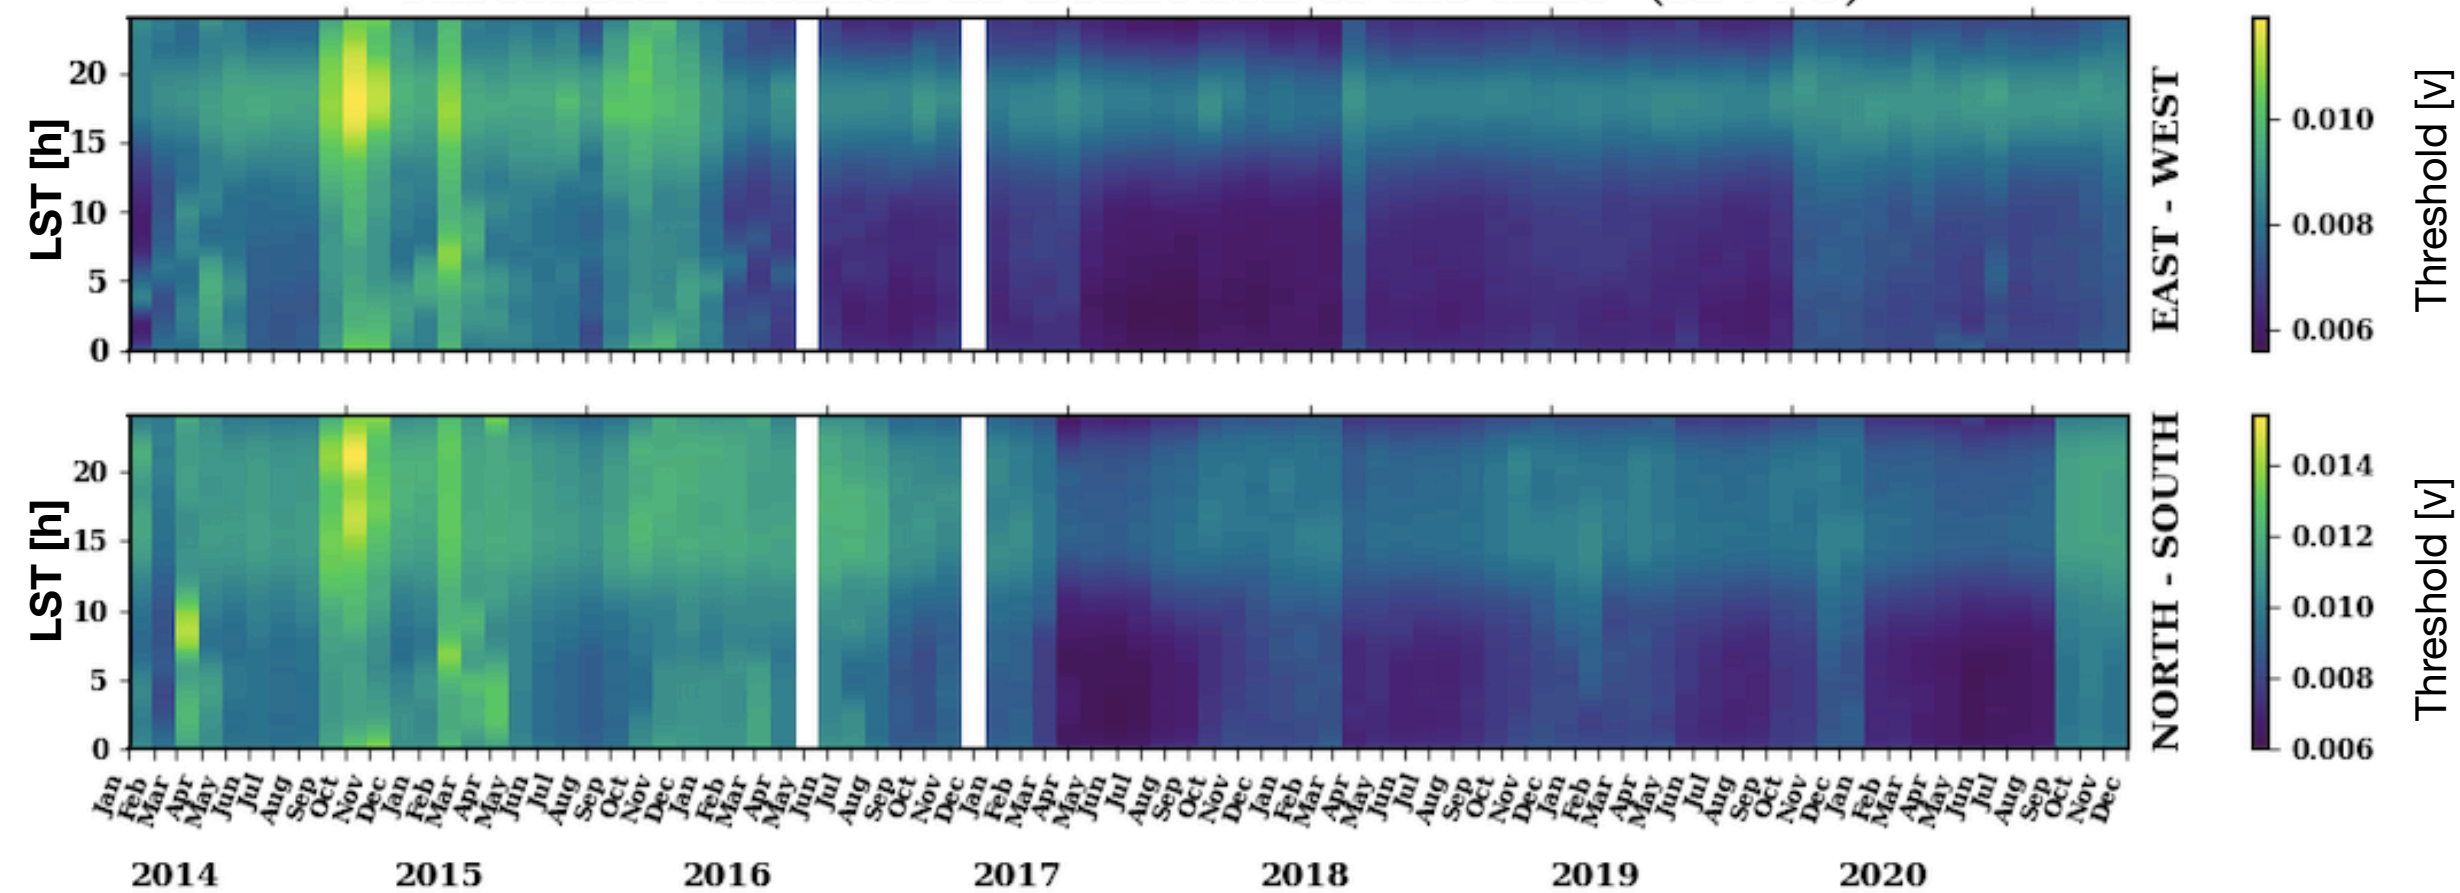 20
15
10
5
0
LST [h]
EAST - WEST
0.010
0.008
0.006
Threshold [v]
20
15
10
5
0
LST [h]
NORTH - SOUTH
0.014
0.012
0.010
0.008
0.006
Threshold [v]
Jan Feb Mar Apr May Jun Jul Aug Sep Oct Nov Dec Jan Feb Mar Apr May Jun Jul Aug Sep Oct Nov Dec Jan Feb Mar Apr May Jun Jul Aug Sep Oct Nov Dec Jan Feb Mar Apr May Jun Jul Aug Sep Oct Nov Dec Jan Feb Mar Apr May Jun Jul Aug Sep Oct Nov Dec Jan Feb Mar Apr May Jun Jul Aug Sep Oct Nov Dec Jan Feb Mar Apr May Jun Jul Aug Sep Oct Nov Dec
2014 2015 2016 2017 2018 2019 2020